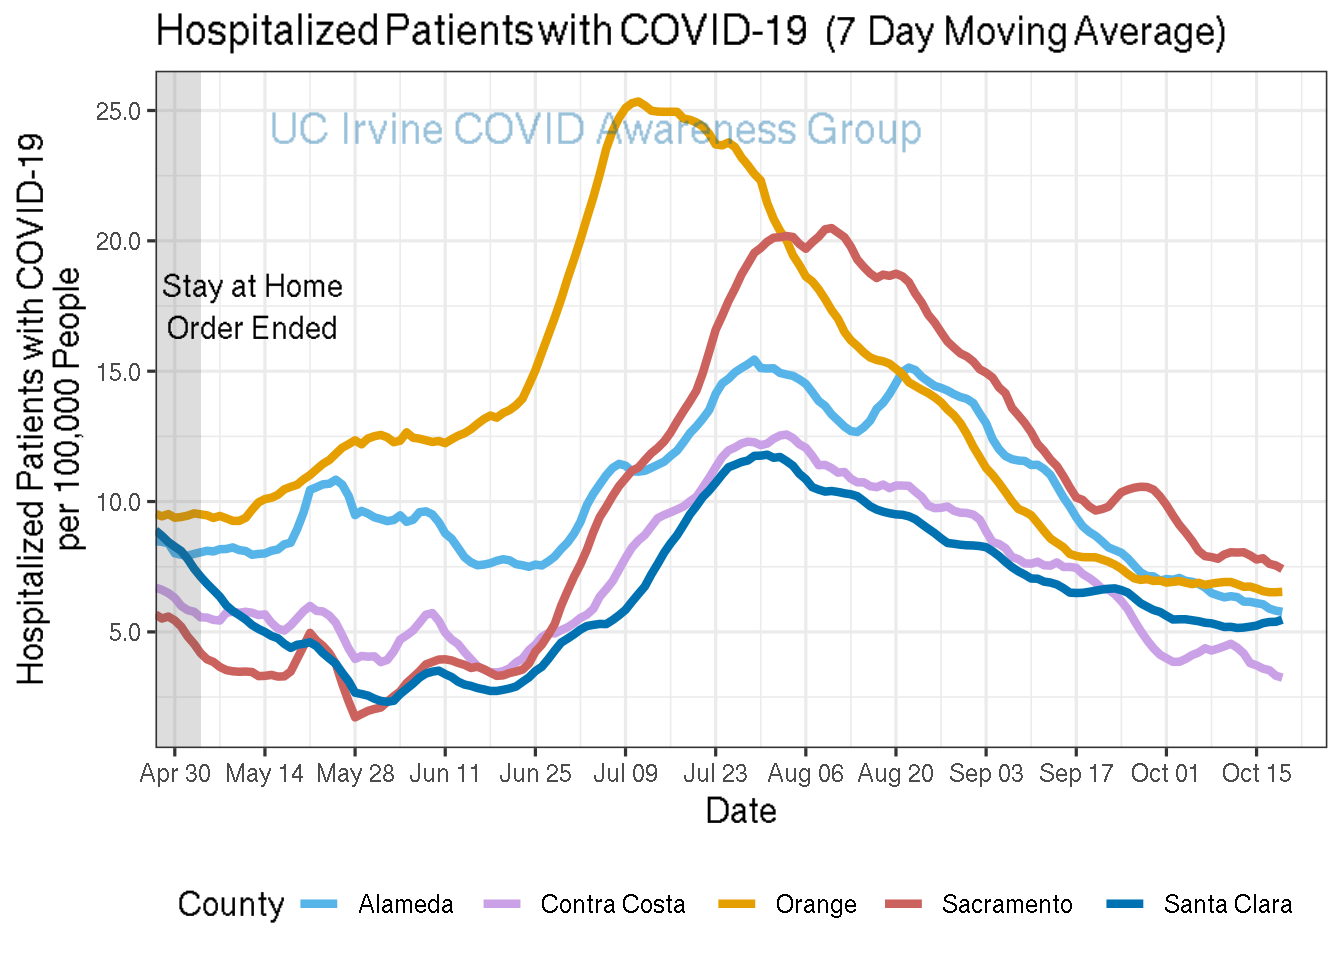 Hospitalized Patients with COVID-19 (7 Day Moving Average)
UC Irvine COVID Awareness Group
Hospitalized Patients with COVID-19
per 100,000 People
25.0
20.0
15.0
10.0
5.0
Stay at Home
Order Ended
Apr 30 May 14 May 28 Jun 11 Jun 25 Jul 09 Jul 23 Aug 06 Aug 20 Sep 03 Sep 17 Oct 01 Oct 15
Date
County Alameda Contra Costa Orange Sacramento Santa Clara